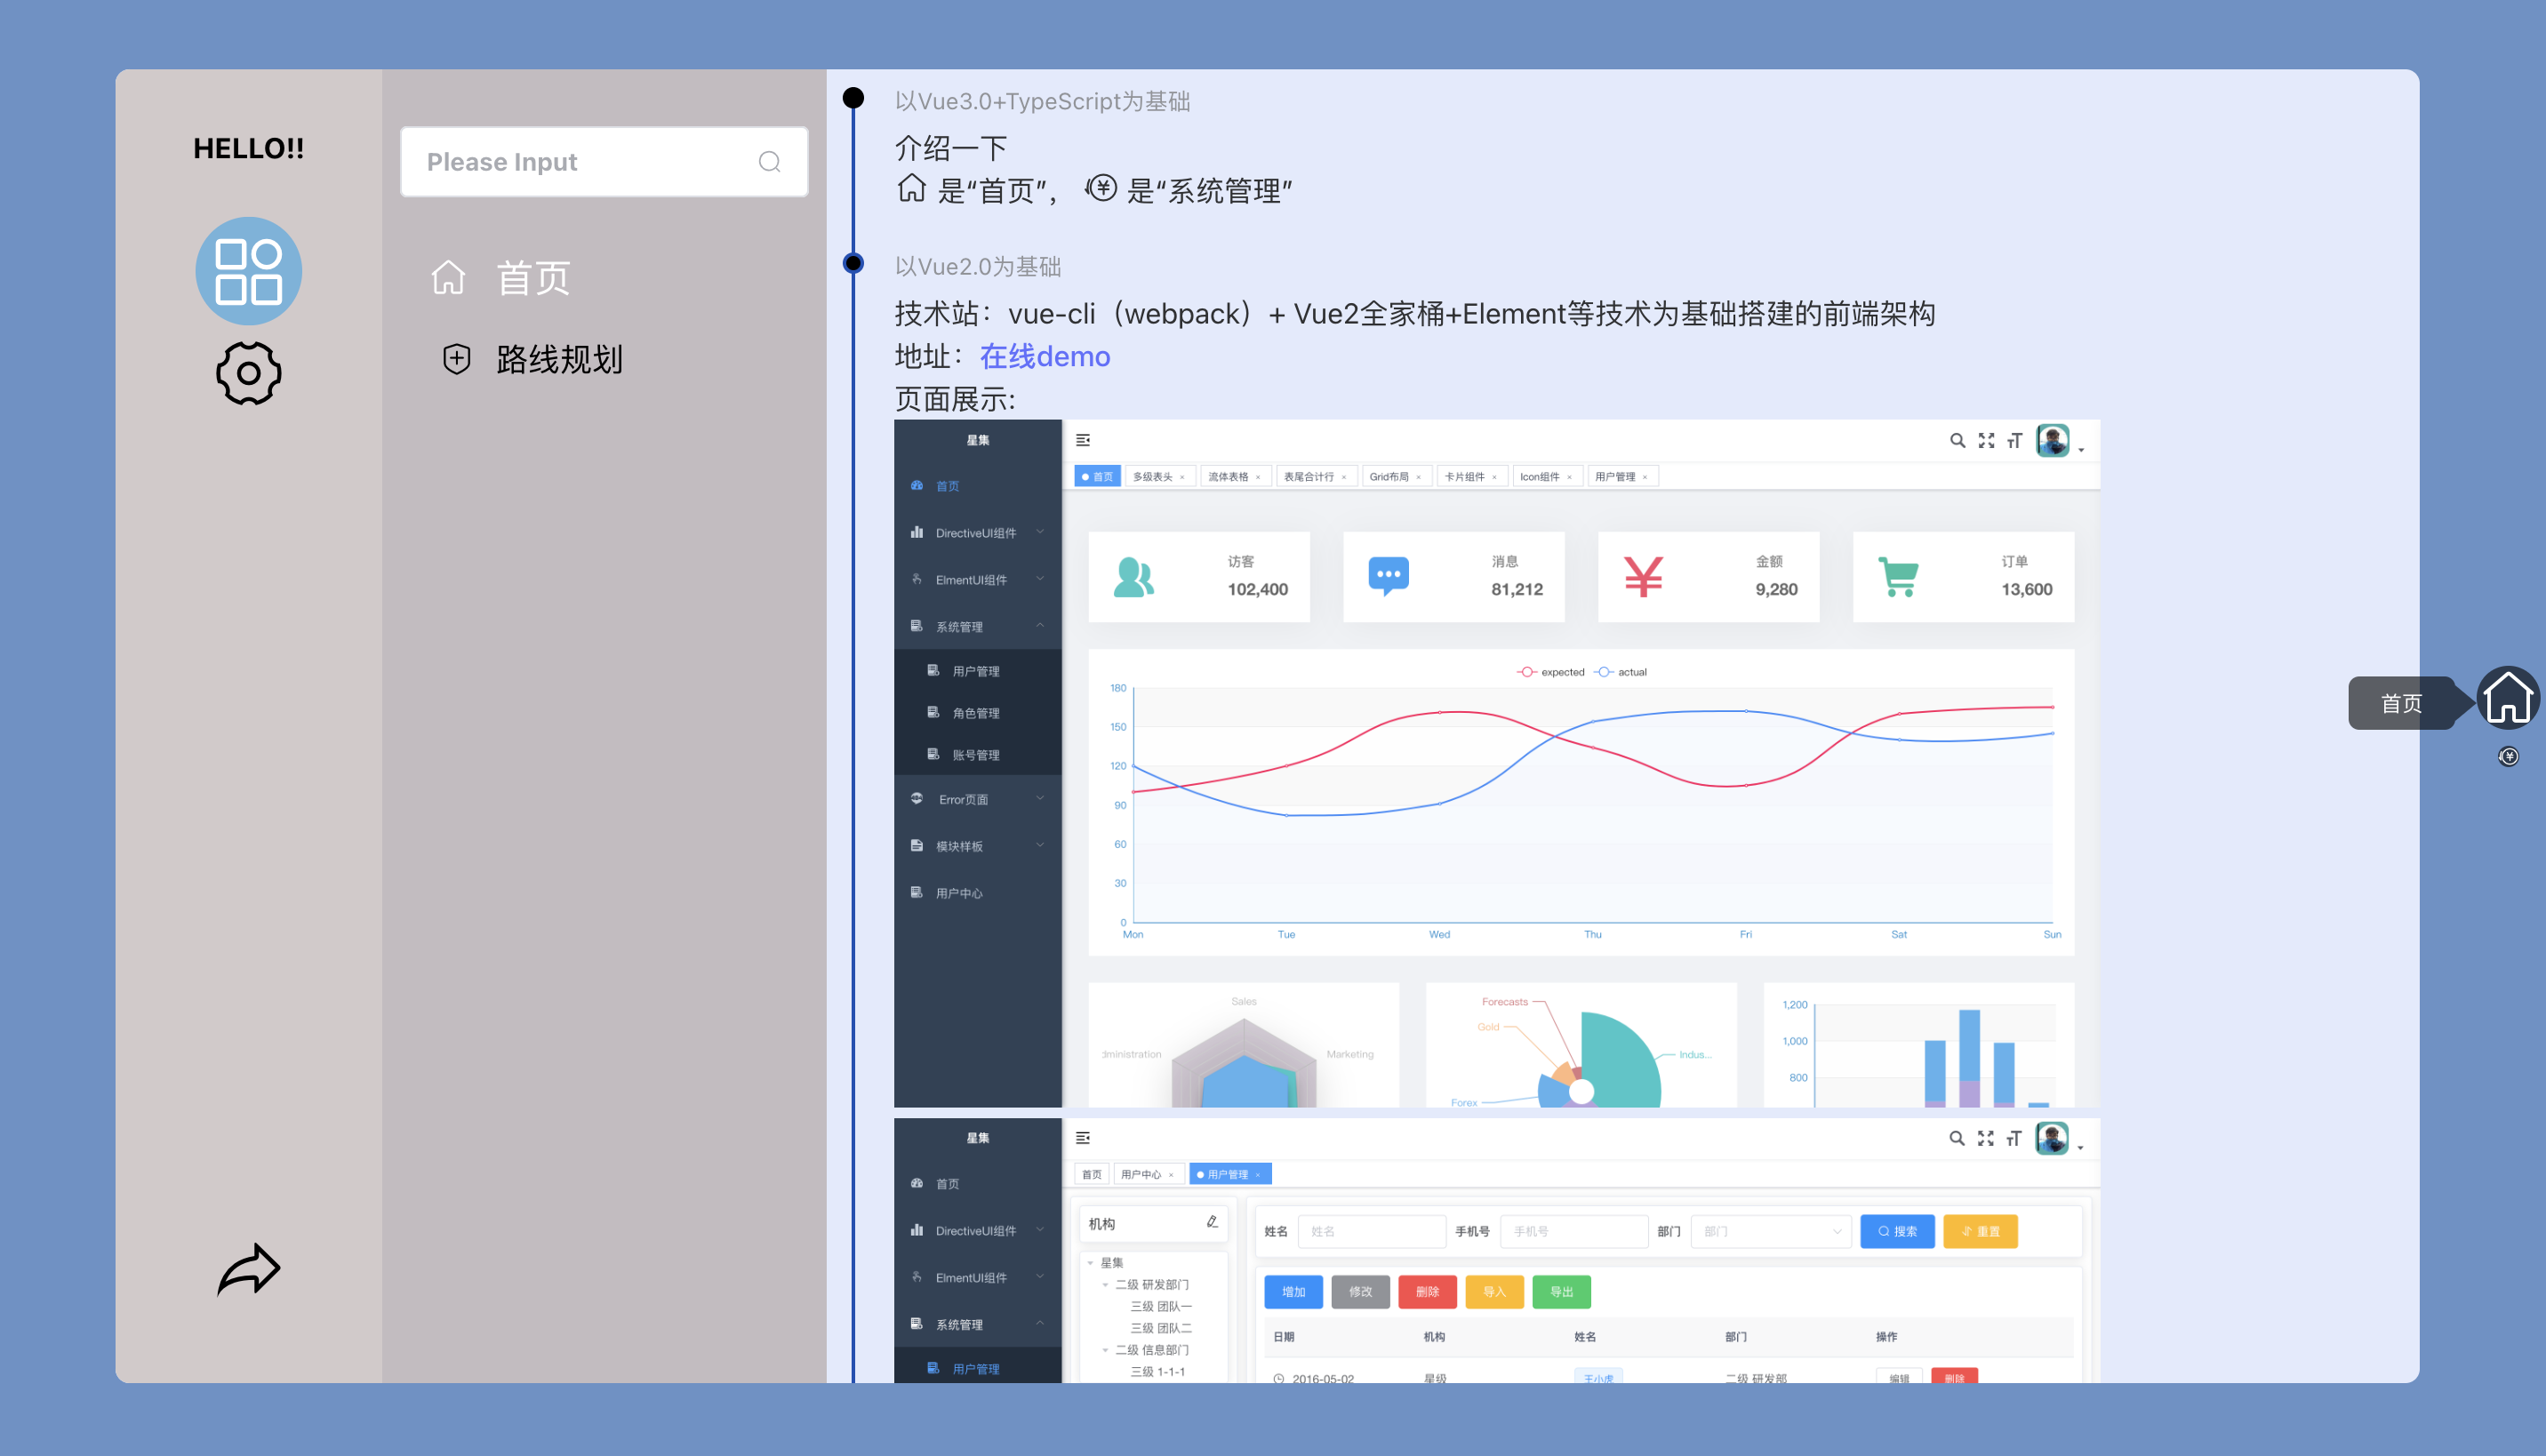 HELLO!!
Please Input
首页
路线规划
以Vue3.0+TypeScript为基础
介绍一下
是“首页”， 是“系统管理”
以Vue2.0为基础
技术站：vue-cli（webpack）+ Vue2全家桶+Element等技术为基础搭建的前端架构
地址：在线demo
页面展示:
星集
首页
DirectiveUI组件
ElmentUI组件
系统管理
用户管理
角色管理
账号管理
Error页面
模块样板
用户中心
首页 多级表头 × 流体表格 × 表尾合计行 × Grid布局 × 卡片组件 × Icon组件 × 用户管理 ×
访客
102,400
消息
81,212
金额
9,280
订单
13,600
expected actual
180
150
120
90
60
30
0
Mon Tue Wed Thu Fri Sat Sun
Sales
dministration
Marketing
Forecasts
Gold
Indus...
Forex
1,200
1,000
800
星集
首页
DirectiveUI组件
ElmentUI组件
系统管理
用户管理
首页 用户中心 × 用户管理 ×
机构
星集
二级 研发部门
三级 团队一
三级 团队二
二级 信息部门
三级 1-1-1
姓名 姓名 手机号 手机号 部门 部门 搜索 重置
增加 修改 删除 导入 导出
日期 机构 姓名 部门 操作
2016-05-02 星级 王小虎 二级 研发部 编辑 删除
首页